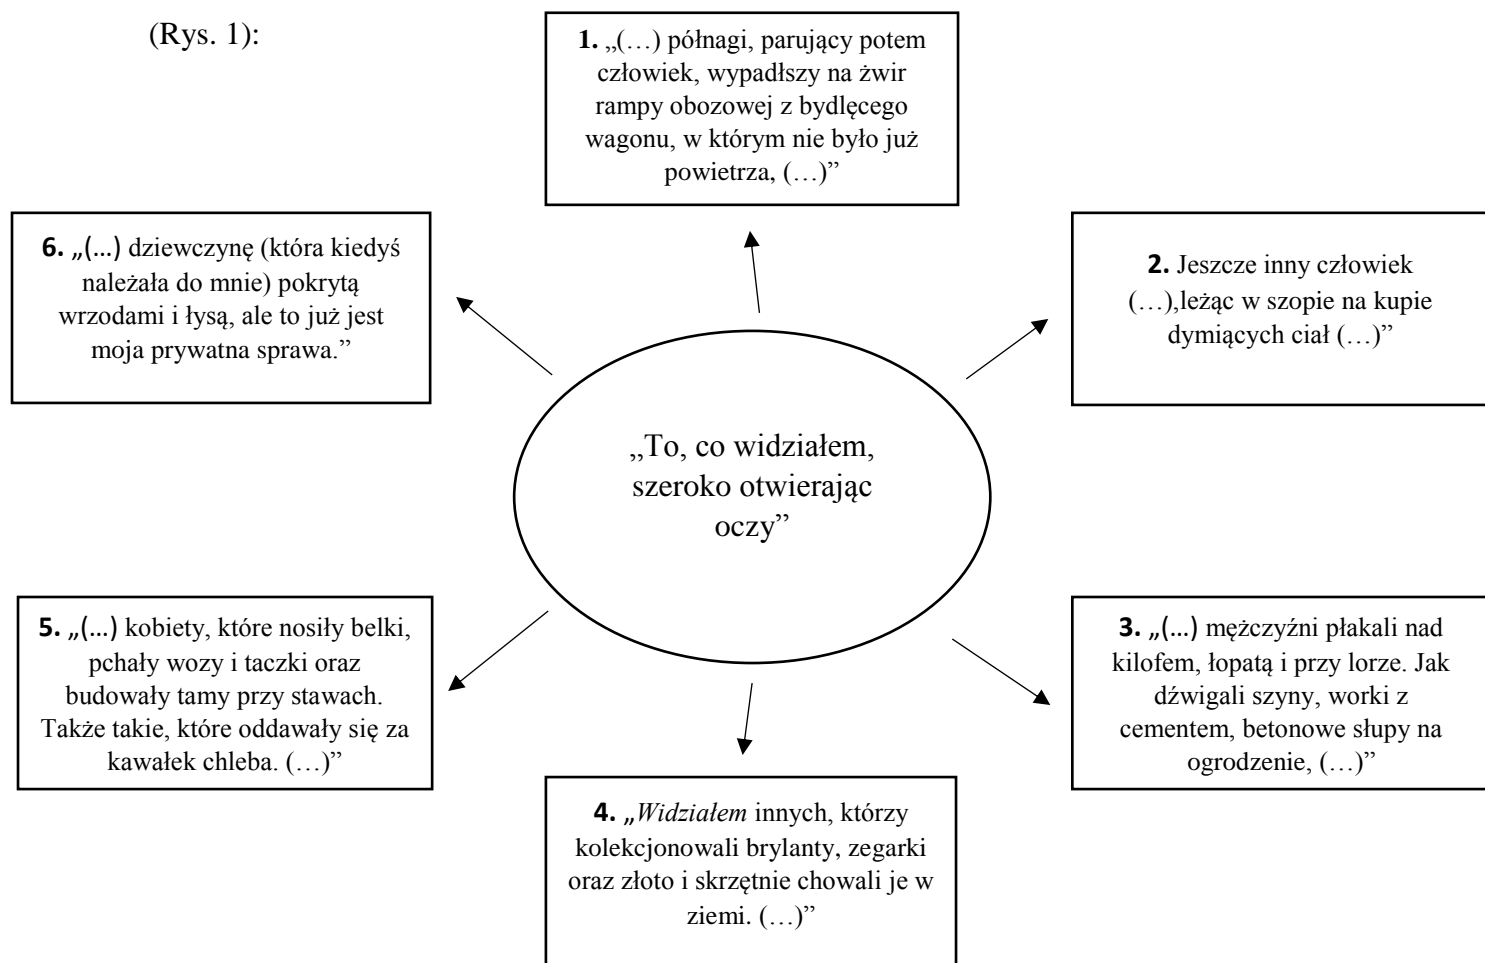 (Rys. 1):
1. „(…) półnagi, parujący potem
człowiek, wypadłszy na żwir
rampy obozowej z bydlęcego
wagonu, w którym nie było już
powietrza, (…)”
2. Jeszcze inny człowiek
(…),leżąc w szopie na kupie
dymiących ciał (…)”
3. „(…) mężczyźni płakali nad
kilofem, łopatą i przy lorze. Jak
dźwigali szyny, worki z
cementem, betonowe słupy na
ogrodzenie, (…)”
4. „Widziałem innych, którzy
kolekcjonowali brylanty, zegarki
oraz złoto i skrzętnie chowali je w
ziemi. (…)”
5. „(…) kobiety, które nosiły belki,
pchały wozy i taczki oraz
budowały tamy przy stawach.
Także takie, które oddawały się za
kawałek chleba. (…)”
6. „(…) dziewczynę (która kiedyś
należała do mnie) pokrytą
wrzodami i łysą, ale to już jest
moja prywatna sprawa.”
„To, co widziałem,
szeroko otwierając
oczy”